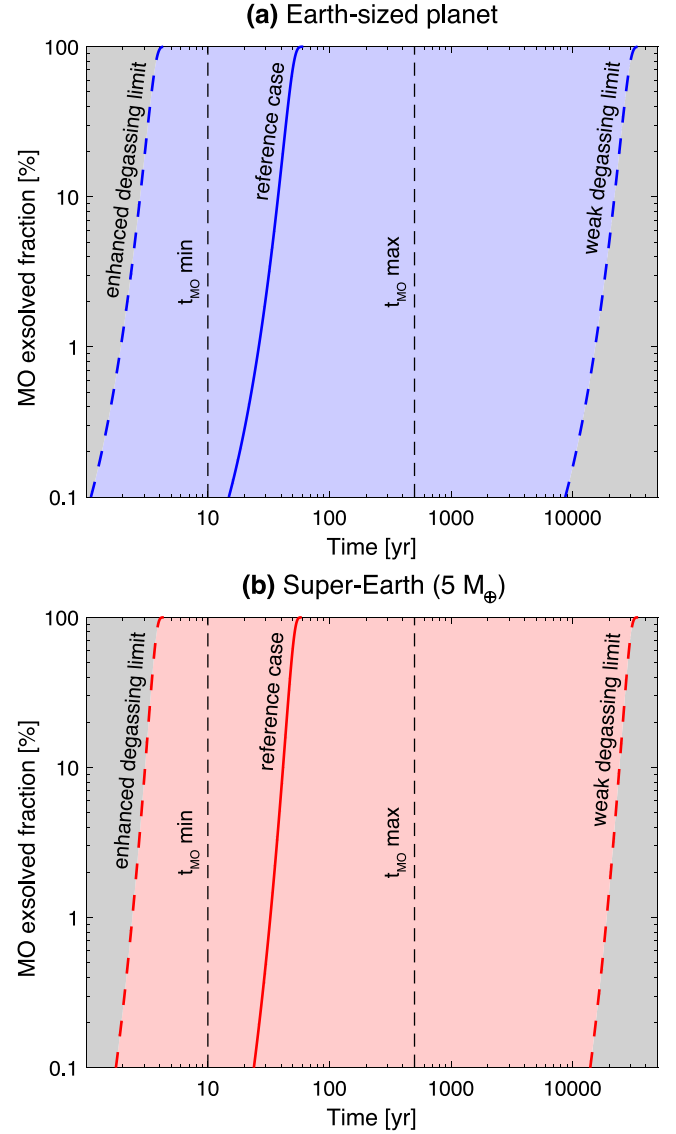 (a) Earth-sized planet
MO exsolved fraction [%]
100
10
1
0.1
enhanced degassing limit
t_MO min
reference case
t_MO max
weak degassing limit
10
100
1000
10000
Time [yr]
(b) Super-Earth (5 M⊕)
MO exsolved fraction [%]
100
10
1
0.1
enhanced degassing limit
t_MO min
reference case
t_MO max
weak degassing limit
10
100
1000
10000
Time [yr]